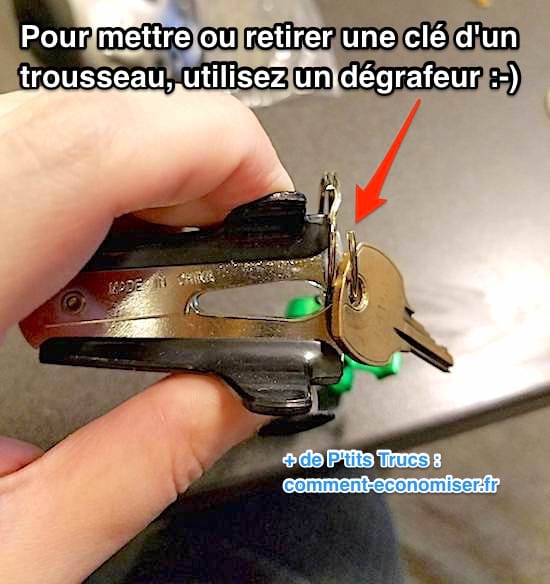 Pour mettre ou retirer une clé d'un
trousseau, utilisez un dégrafeur :-)
MADE IN CHINA
+ de P'tits Trucs :
comment-economiser.fr